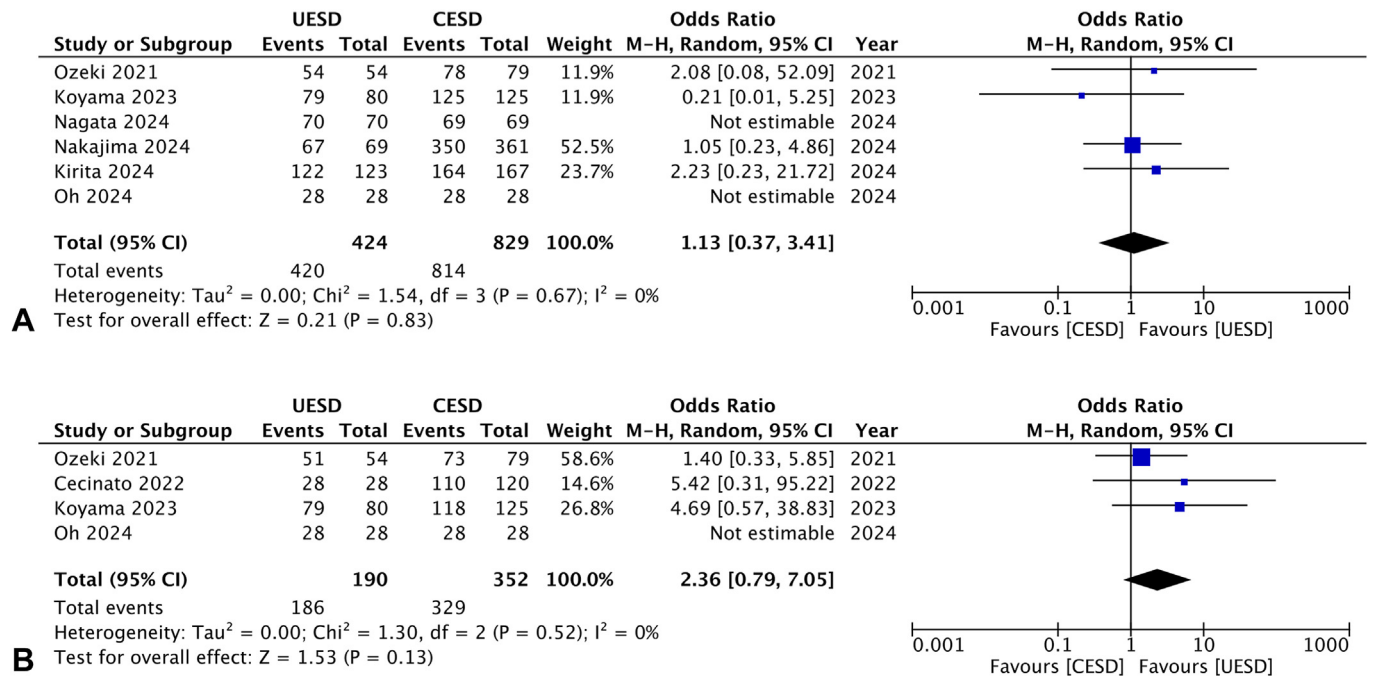 UESD CESD Odds Ratio Odds Ratio
Study or Subgroup Events Total Events Total Weight M-H, Random, 95% CI Year M-H, Random, 95% CI
Ozeki 2021 54 54 78 79 11.9% 2.08 [0.08, 52.09] 2021
Koyama 2023 79 80 125 125 11.9% 0.21 [0.01, 5.25] 2023
Nagata 2024 70 70 69 69 Not estimable 2024
Nakajima 2024 67 69 350 361 52.5% 1.05 [0.23, 4.86] 2024
Kirita 2024 122 123 164 167 23.7% 2.23 [0.23, 21.72] 2024
Oh 2024 28 28 28 28 Not estimable 2024
Total (95% CI) 424 829 100.0% 1.13 [0.37, 3.41]
Total events 420 814
Heterogeneity: Tau² = 0.00; Chi² = 1.54, df = 3 (P = 0.67); I² = 0%
0.001 0.1 1 10 1000
A Test for overall effect: Z = 0.21 (P = 0.83)
Favours [CESD] Favours [UESD]
UESD CESD Odds Ratio Odds Ratio
Study or Subgroup Events Total Events Total Weight M-H, Random, 95% CI Year M-H, Random, 95% CI
Ozeki 2021 51 54 73 79 58.6% 1.40 [0.33, 5.85] 2021
Cecinato 2022 28 28 110 120 14.6% 5.42 [0.31, 95.22] 2022
Koyama 2023 79 80 118 125 26.8% 4.69 [0.57, 38.83] 2023
Oh 2024 28 28 28 28 Not estimable 2024
Total (95% CI) 190 352 100.0% 2.36 [0.79, 7.05]
Total events 186 329
Heterogeneity: Tau² = 0.00; Chi² = 1.30, df = 2 (P = 0.52); I² = 0%
0.001 0.1 1 10 1000
B Test for overall effect: Z = 1.53 (P = 0.13)
Favours [CESD] Favours [UESD]